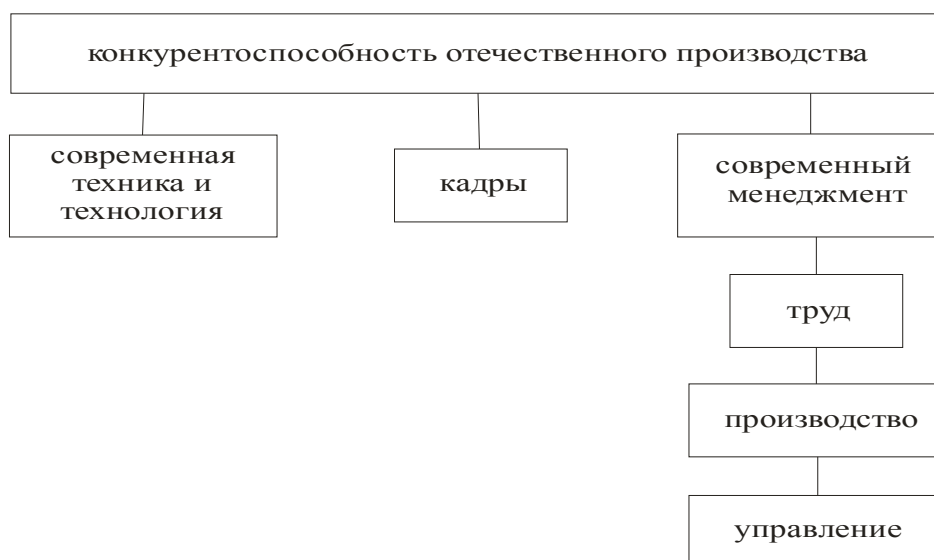 конкурентоспособность отечественного производства
современная
техника и
технология
кадры
современный
менеджмент
труд
производство
управление